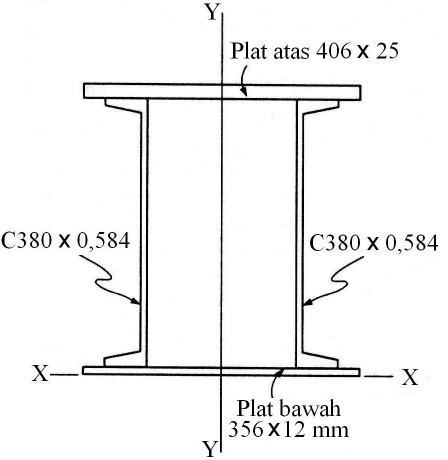 Y
Plat atas 406 x 25
C380 x 0,584
C380 x 0,584
X
X
Plat bawah
356 x 12 mm
Y